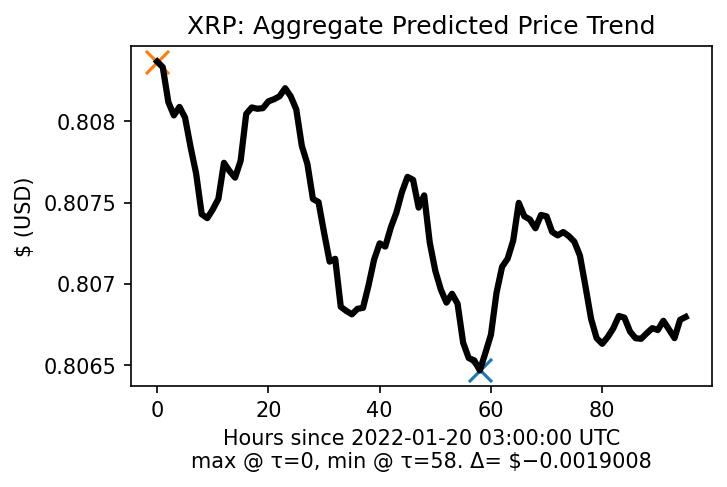 XRP: Aggregate Predicted Price Trend
0.808
0.8075
0.807
0.8065
$ (USD)
0 20 40 60 80
Hours since 2022-01-20 03:00:00 UTC
max @ τ=0, min @ τ=58. Δ= $−0.0019008